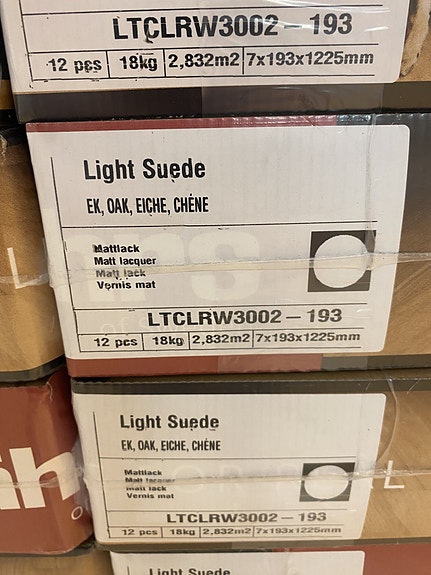 LTCLRW3002 – 193
12 pcs 18kg 2,832m2 7x193x1225mm
Light Suede
EK, OAK, EICHE, CHÉNE
Mattlack
Matt lacquer
Matt lack
Vernis mat
LTCLRW3002 – 193
12 pcs 18kg 2,832m2 7x193x1225mm
Light Suede
EK, OAK, EICHE, CHÉNE
Mattlack
Matt lacquer
Matt lack
Vernis mat
LTCLRW3002 – 193
12 pcs 18kg 2,832m2 7x193x1225mm
Light Suede